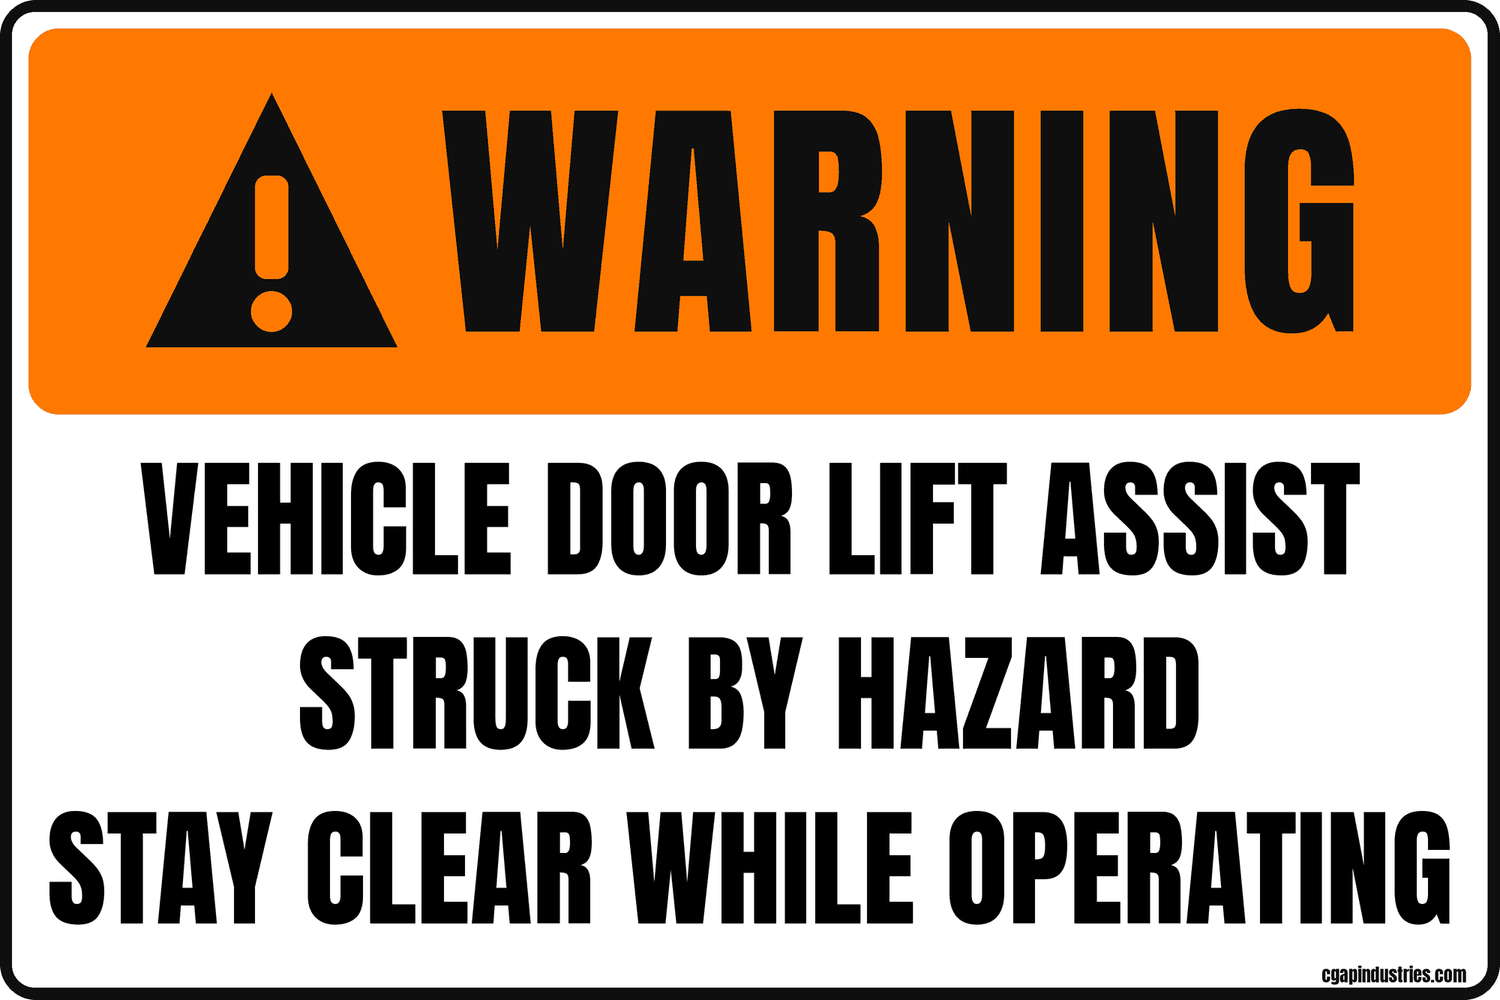 WARNING
VEHICLE DOOR LIFT ASSIST
STRUCK BY HAZARD
STAY CLEAR WHILE OPERATING
cgapindustries.com